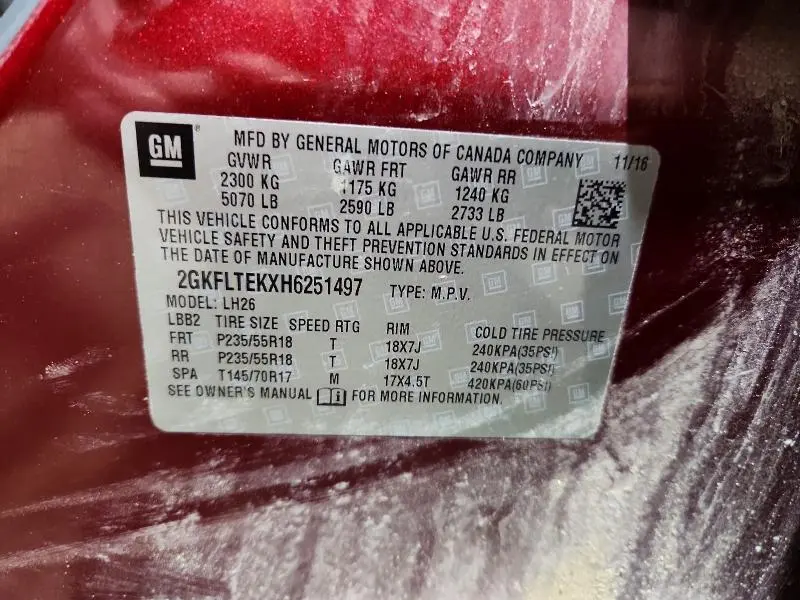 GM
MFD BY GENERAL MOTORS OF CANADA COMPANY 11/16
GVWR GAWR FRT GAWR RR
2300 KG 1175 KG 1240 KG
5070 LB 2590 LB 2733 LB
THIS VEHICLE CONFORMS TO ALL APPLICABLE U.S. FEDERAL MOTOR
VEHICLE SAFETY AND THEFT PREVENTION STANDARDS IN EFFECT ON
THE DATE OF MANUFACTURE SHOWN ABOVE.
2GKFLTEKXH6251497 TYPE: M.P.V.
MODEL: LH26
LBB2 TIRE SIZE SPEED RTG RIM COLD TIRE PRESSURE
FRT P235/55R18 T 18X7J 240KPA(35PSI)
RR P235/55R18 T 18X7J 240KPA(35PSI)
SPA T145/70R17 M 17X4.5T 420KPA(60PSI)
SEE OWNER'S MANUAL FOR MORE INFORMATION.